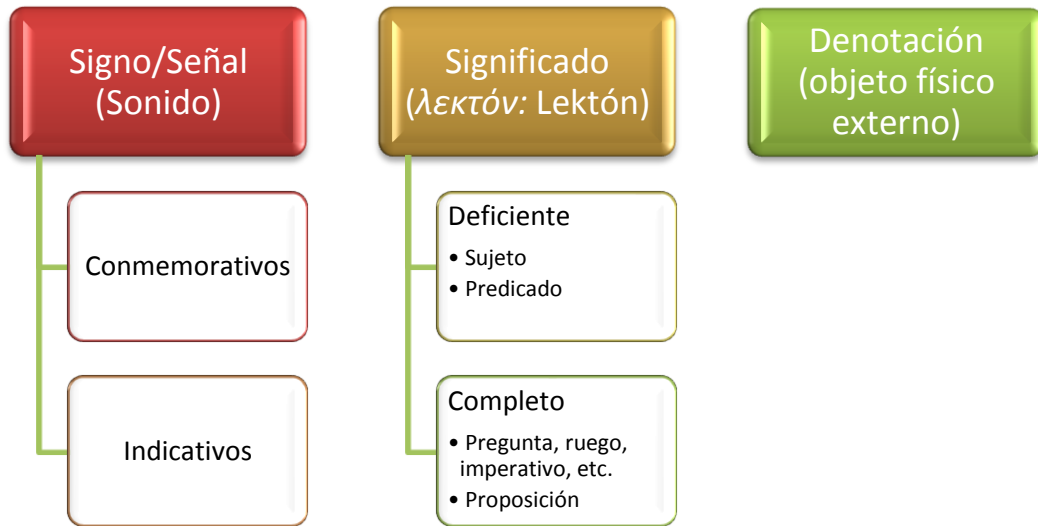 Signo/Señal
(Sonido)
Conmemorativos
Indicativos
Significado
(λεκτόν: Lektón)
Deficiente
• Sujeto
• Predicado
Completo
• Pregunta, ruego,
imperativo, etc.
• Proposición
Denotación
(objeto físico
externo)